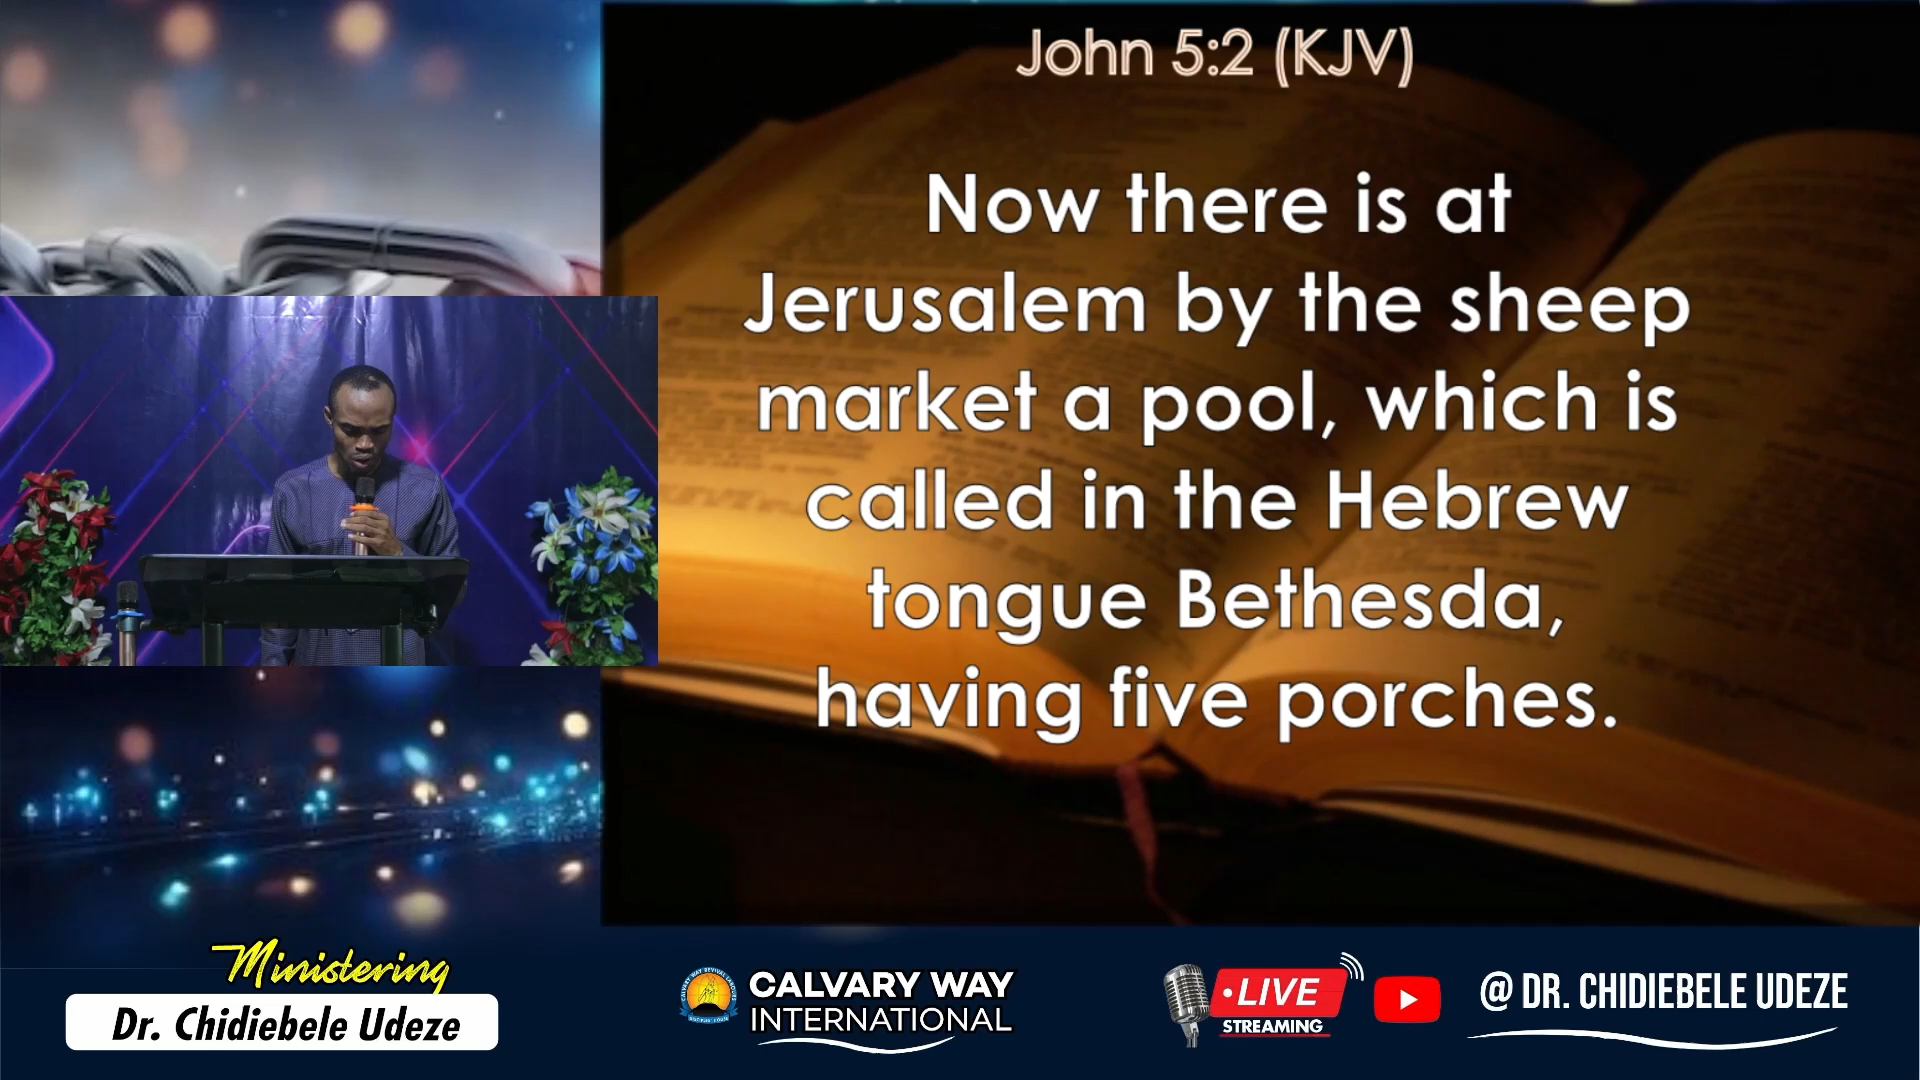 John 5:2 (KJV)
Now there is at
Jerusalem by the sheep
market a pool, which is
called in the Hebrew
tongue Bethesda,
having five porches.
Ministering
Dr. Chidiebele Udeze
CALVARY WAY
INTERNATIONAL
LIVE
STREAMING
@ DR. CHIDIEBELE UDEZE